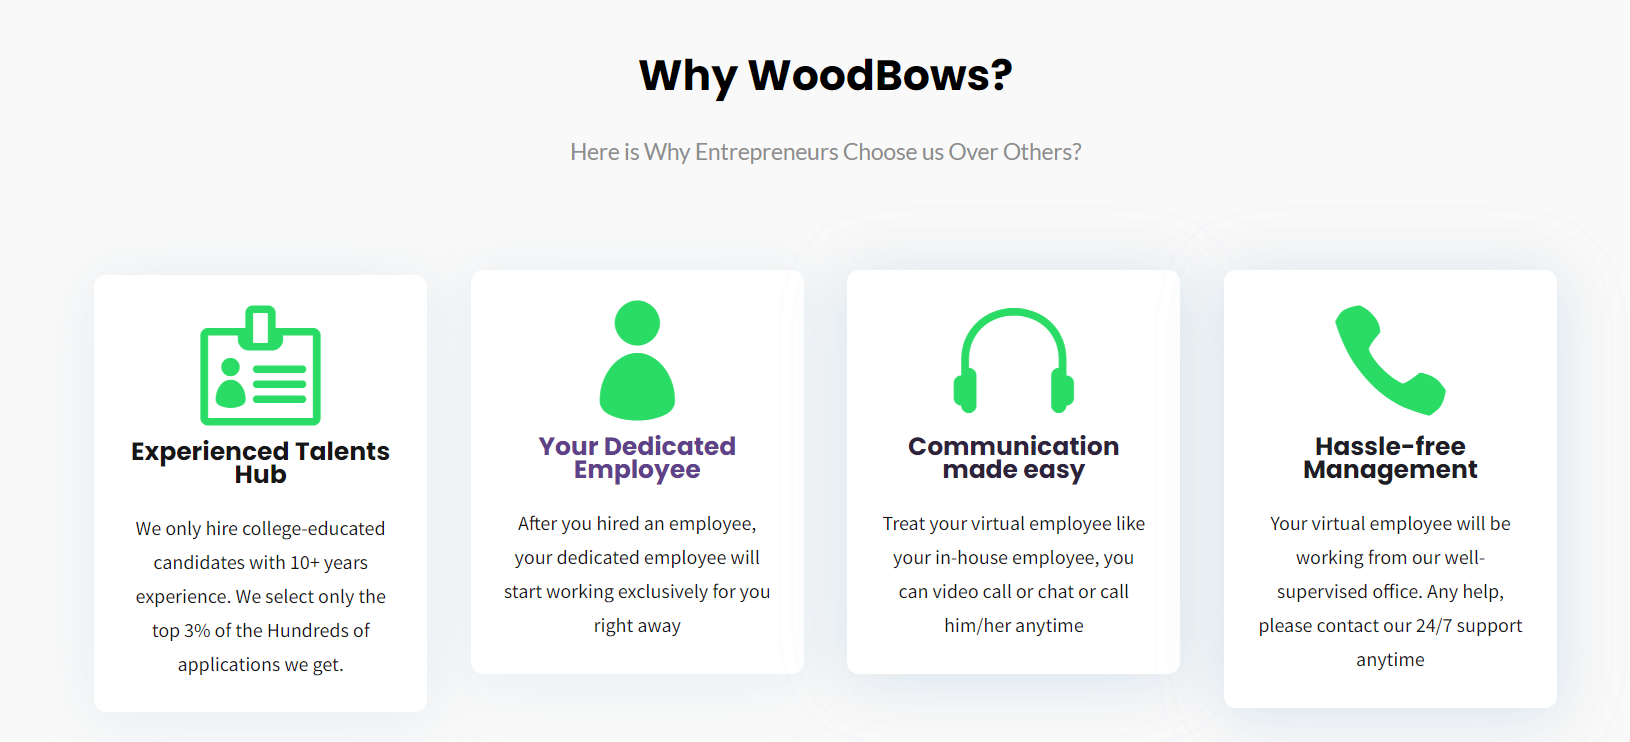 Why WoodBows?
Here is Why Entrepreneurs Choose us Over Others?
Experienced Talents
Hub
We only hire college-educated
candidates with 10+ years
experience. We select only the
top 3% of the Hundreds of
applications we get.
Your Dedicated
Employee
After you hired an employee,
your dedicated employee will
start working exclusively for you
right away
Communication
made easy
Treat your virtual employee like
your in-house employee, you
can video call or chat or call
him/her anytime
Hassle-free
Management
Your virtual employee will be
working from our well-
supervised office. Any help,
please contact our 24/7 support
anytime